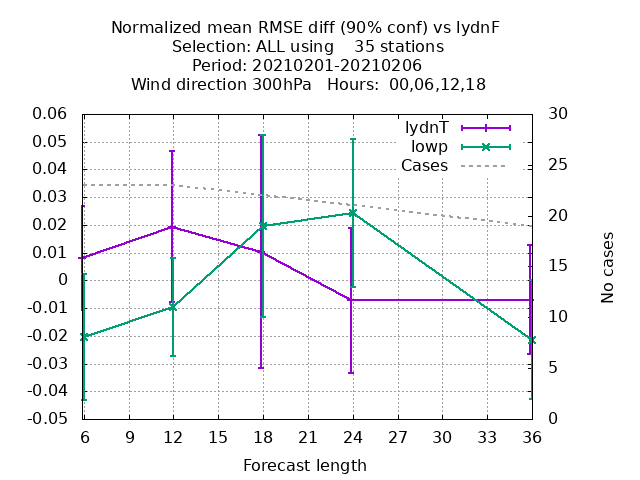 Normalized mean RMSE diff (90% conf) vs lydnF
Selection: ALL using    35 stations
Period: 20210201-20210206
Wind direction 300hPa   Hours:  00,06,12,18
lydnT
lowp
Cases
0.06
0.05
0.04
0.03
0.02
0.01
0
-0.01
-0.02
-0.03
-0.04
-0.05
30
25
20
15
10
5
0
No cases
6 9 12 15 18 21 24 27 30 33 36
Forecast length